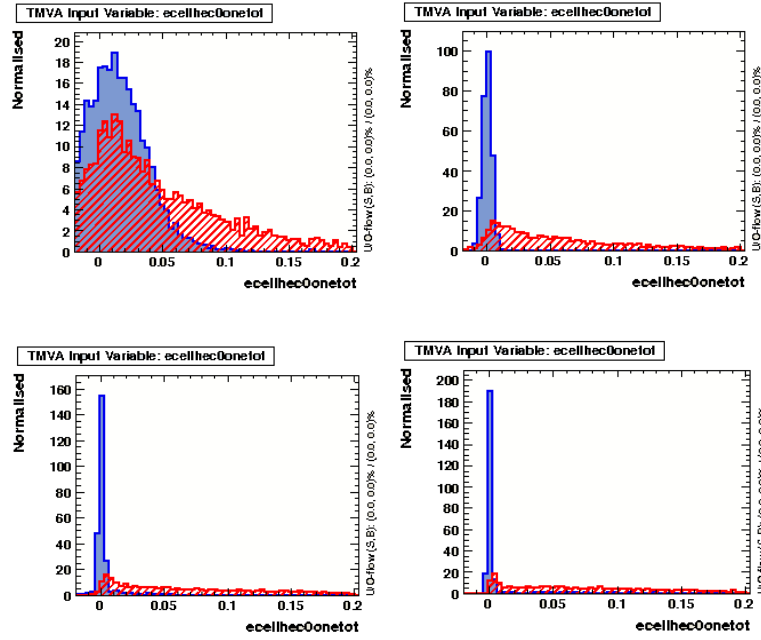 TMVA Input Variable: ecellhec0onetot
Normalised
20
18
16
14
12
10
8
6
4
2
0
0 0.05 0.1 0.15 0.2
ecellhec0onetot
U/O-flow (S,B): (0.0, 0.0)% / (0.0, 0.0)%
TMVA Input Variable: ecellhec0onetot
Normalised
100
80
60
40
20
0
0 0.05 0.1 0.15 0.2
ecellhec0onetot
U/O-flow (S,B): (0.0, 0.0)% / (0.0, 0.0)%
TMVA Input Variable: ecellhec0onetot
Normalised
160
140
120
100
80
60
40
20
0
0 0.05 0.1 0.15 0.2
ecellhec0onetot
U/O-flow (S,B): (0.0, 0.0)% / (0.0, 0.0)%
TMVA Input Variable: ecellhec0onetot
Normalised
200
180
160
140
120
100
80
60
40
20
0
0 0.05 0.1 0.15 0.2
ecellhec0onetot